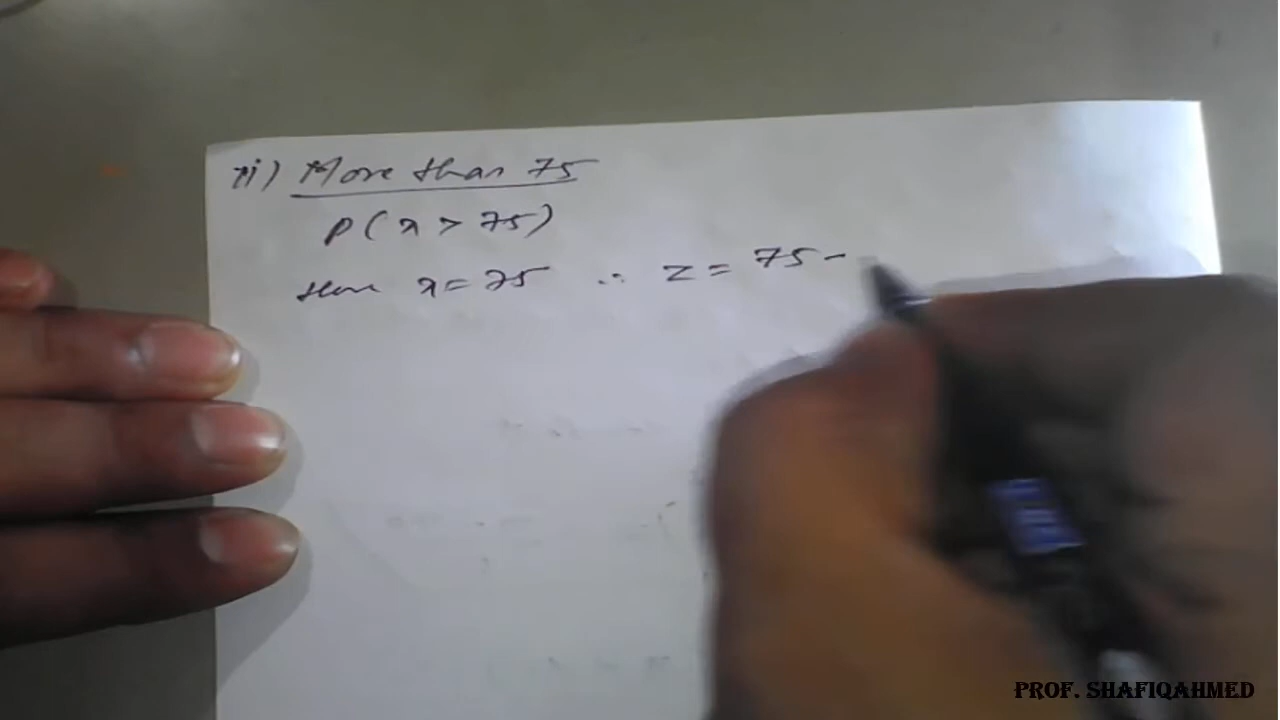 ii) More than 75
P(x > 75)
Here x = 75 ∴ z = 75 -
PROF. SHAFIQAHMED